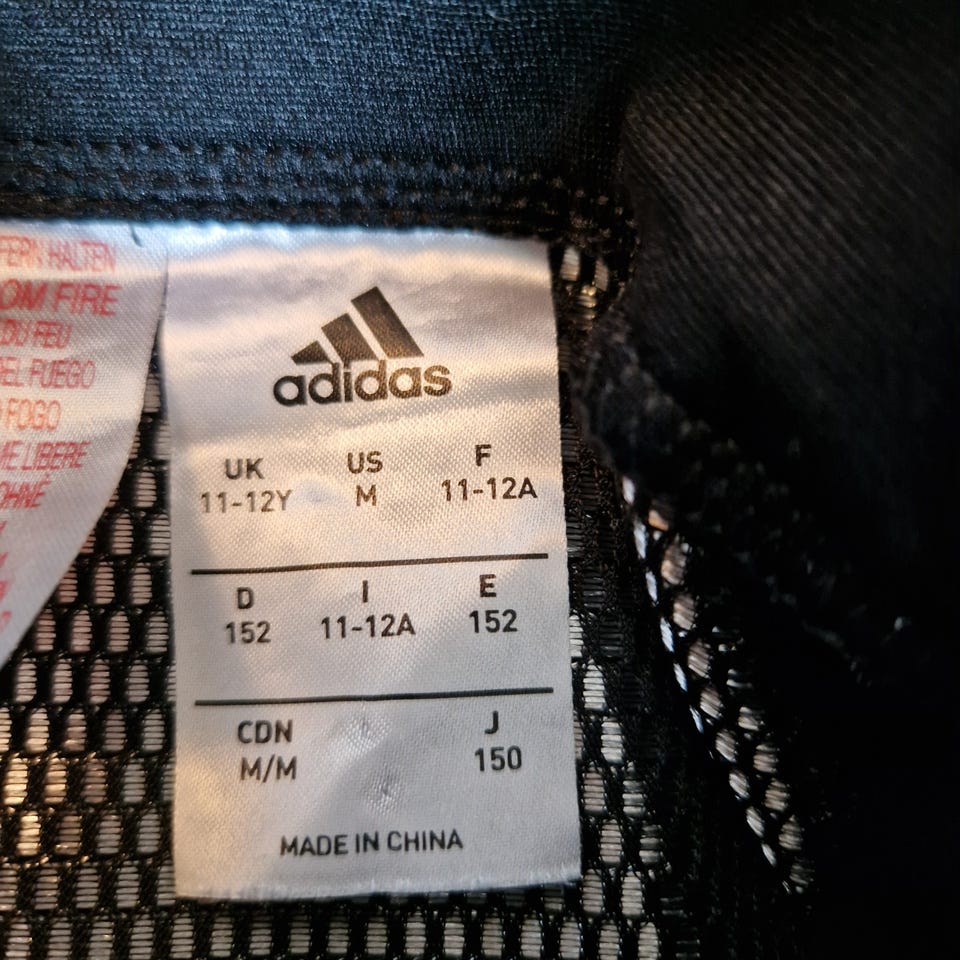 FERN HALTEN
OM FIRE
DU FEU
DEL FUEGO
FOGO
LIBERE
adidas
UK US F
11-12Y M 11-12A
D I E
152 11-12A 152
CDN J
M/M 150
MADE IN CHINA